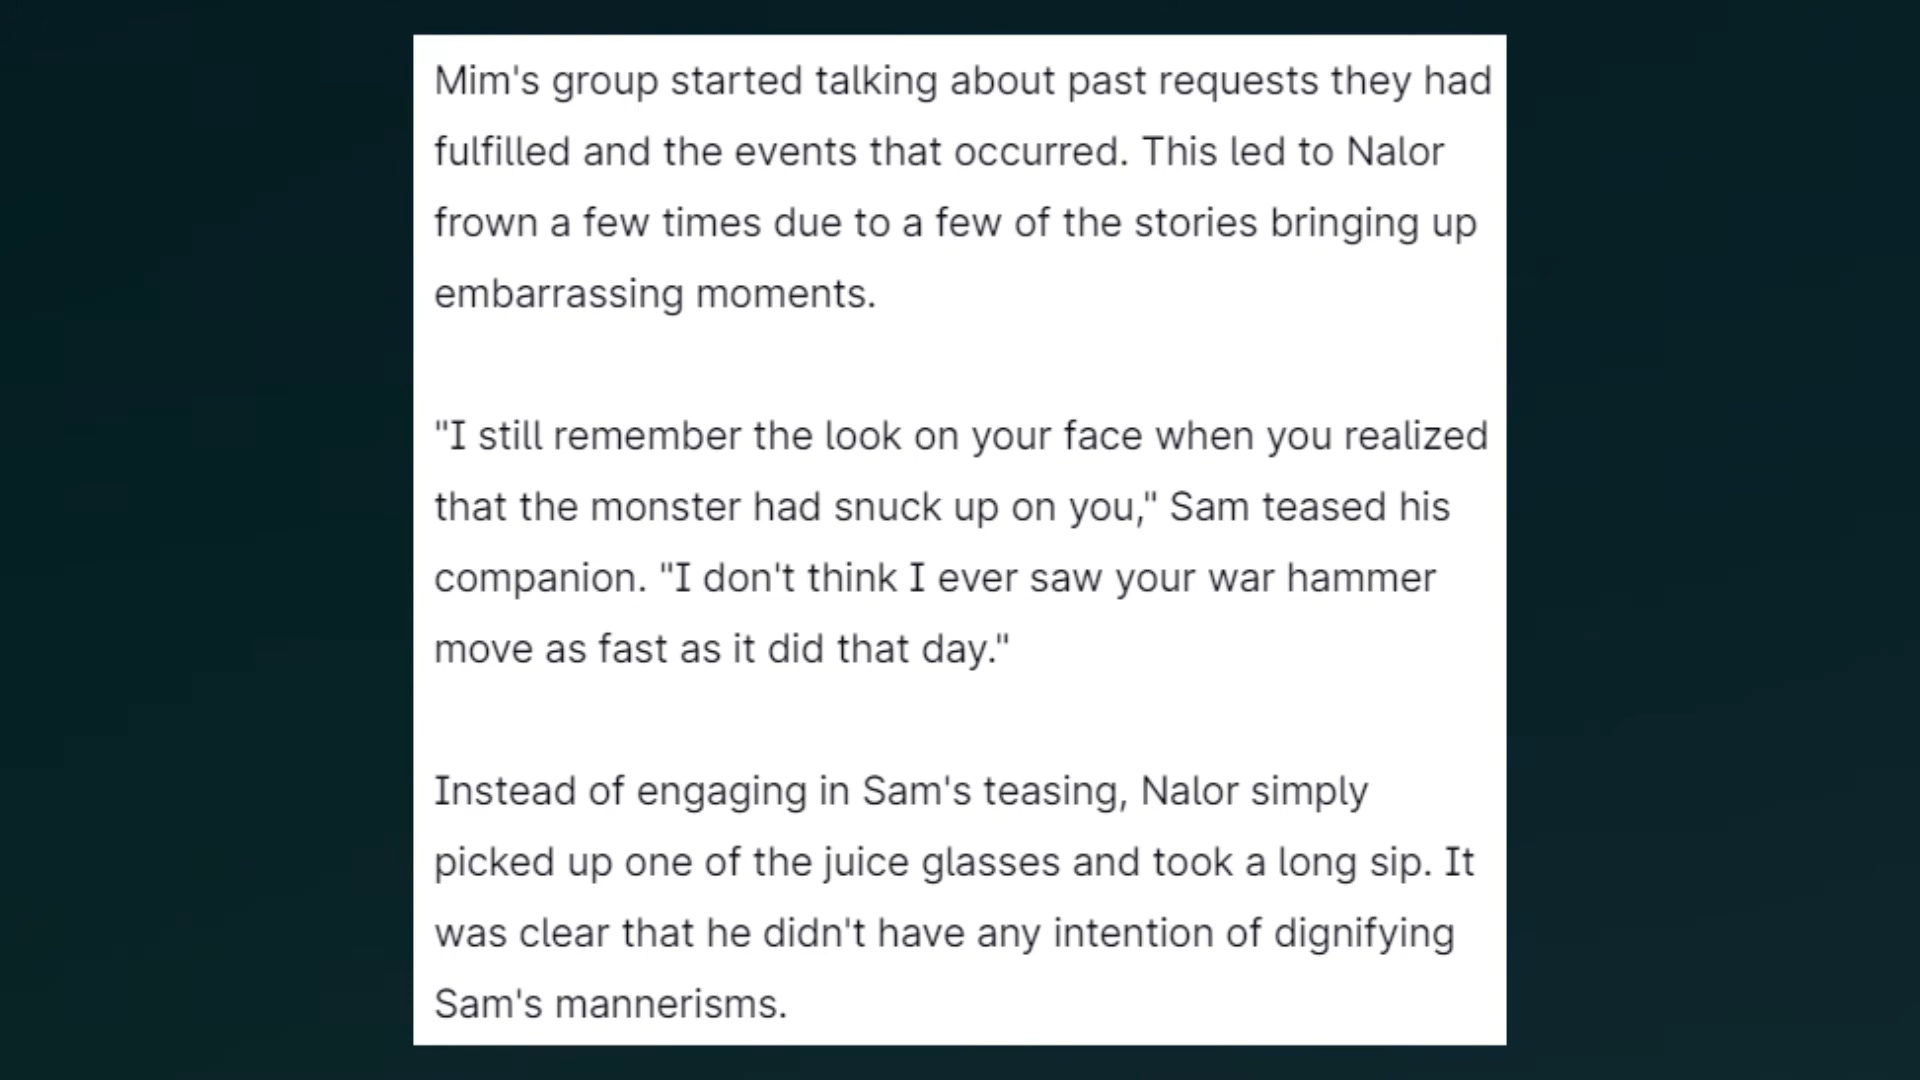 Mim's group started talking about past requests they had
fulfilled and the events that occurred. This led to Nalor
frown a few times due to a few of the stories bringing up
embarrassing moments.
"I still remember the look on your face when you realized
that the monster had snuck up on you," Sam teased his
companion. "I don't think I ever saw your war hammer
move as fast as it did that day."
Instead of engaging in Sam's teasing, Nalor simply
picked up one of the juice glasses and took a long sip. It
was clear that he didn't have any intention of dignifying
Sam's mannerisms.